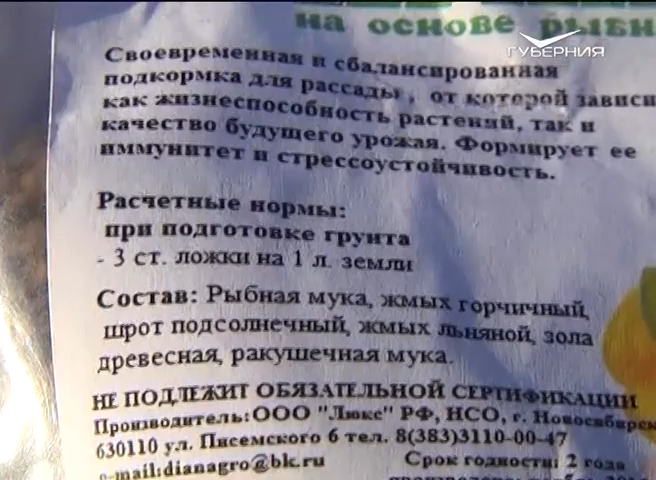 на основе рыбн
ГУБЕРНИЯ
Своевременная и сбалансированная
подкормка для рассады, от которой зависи
как жизнеспособность растений, так и
качество будущего урожая. Формирует ее
иммунитет и стрессоустойчивость.
Расчетные нормы:
при подготовке грунта
- 3 ст. ложки на 1 л. земли
Состав: Рыбная мука, жмых горчичный,
шрот подсолнечный, жмых льняной, зола
древесная, ракушечная мука.
НЕ ПОДЛЕЖИТ ОБЯЗАТЕЛЬНОЙ СЕРТИФИКАЦИИ
Производитель: ООО "Люкс" РФ, НСО, г. Новосибирск
630110 ул. Писемского 6 тел. 8(383)3110-00-47
e-mail:dianagro@bk.ru Срок годности: 2 года